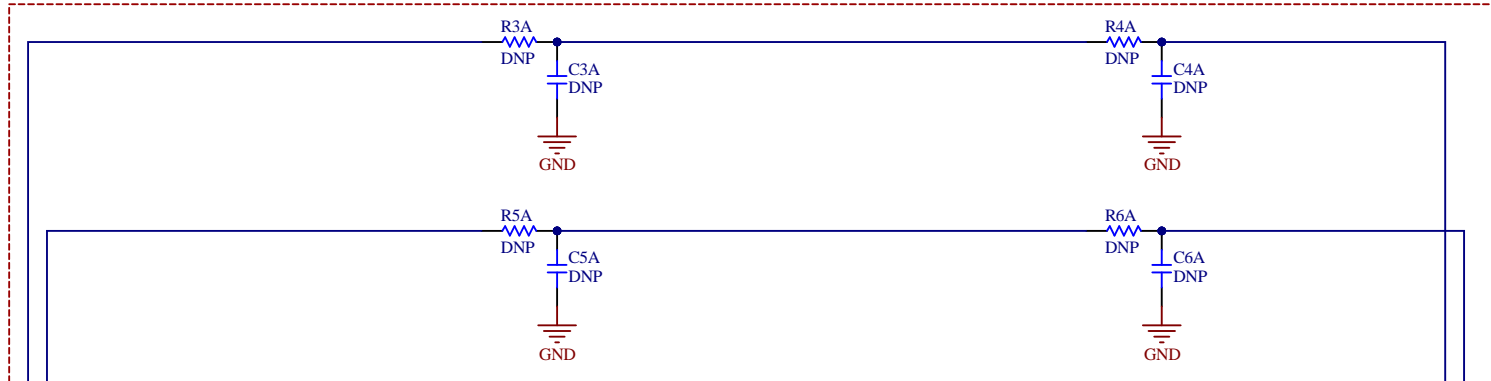 R3A
DNP
C3A
DNP
GND
R4A
DNP
C4A
DNP
GND
R5A
DNP
C5A
DNP
GND
R6A
DNP
C6A
DNP
GND